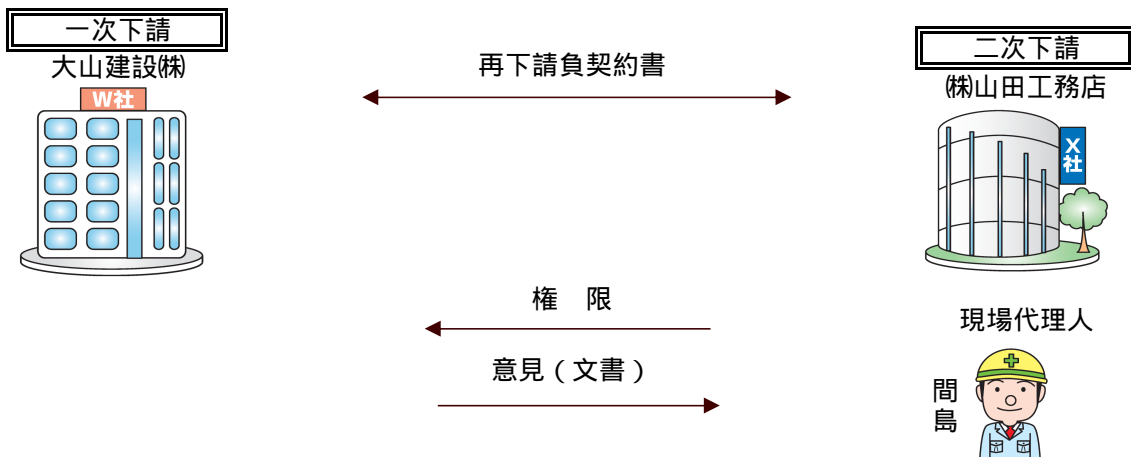 一次下請
大山建設㈱
W社
再下請負契約書
二次下請
㈱山田工務店
X社
権 限
意見(文書)
現場代理人
間島